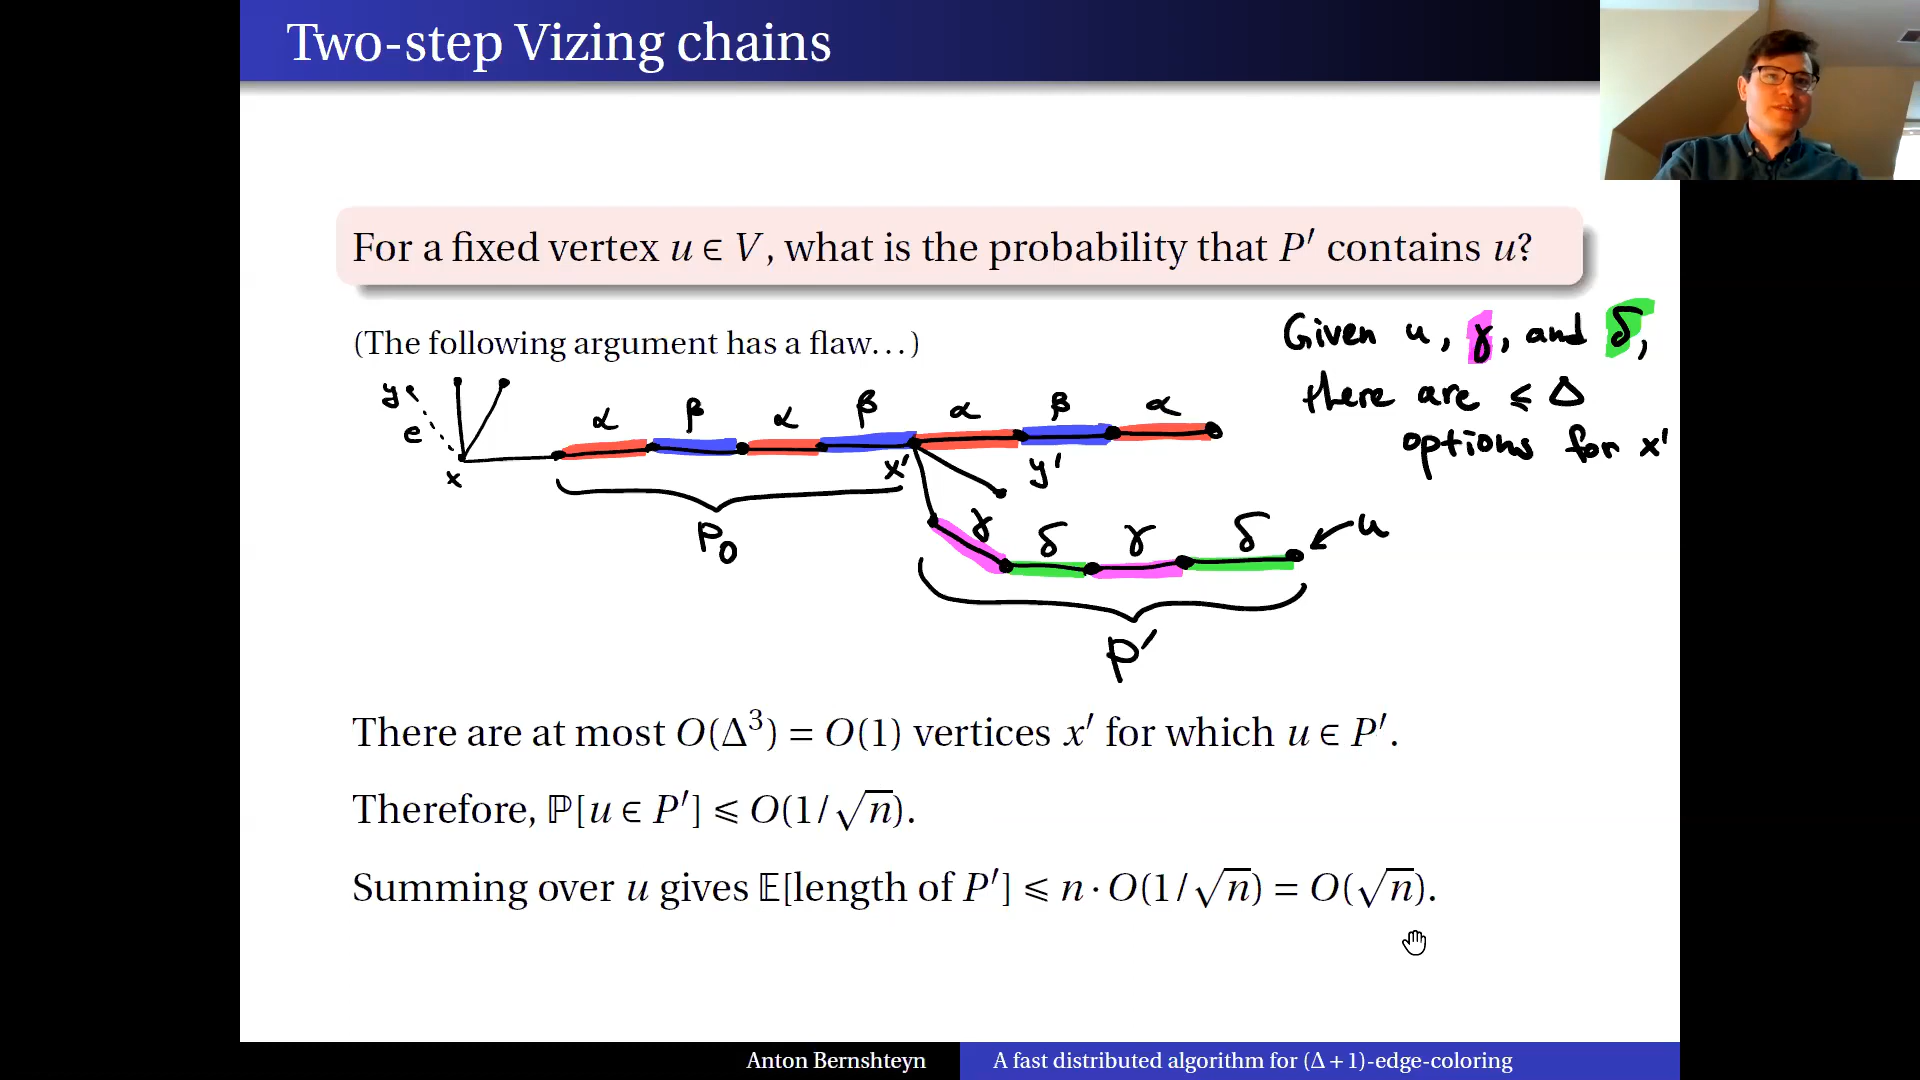 Two-step Vizing chains
For a fixed vertex u ∈ V, what is the probability that P′ contains u?
(The following argument has a flaw…)
Given u, γ, and δ,
there are ≤ Δ
options for x'
y
e
x
α β α β α β α
x'
y'
P₀
γ δ γ δ
u
P'
There are at most O(Δ³) = O(1) vertices x′ for which u ∈ P′.
Therefore, ℙ[u ∈ P′] ⩽ O(1/√n).
Summing over u gives 𝔼[length of P′] ⩽ n · O(1/√n) = O(√n).
Anton Bernshteyn
A fast distributed algorithm for (Δ + 1)-edge-coloring